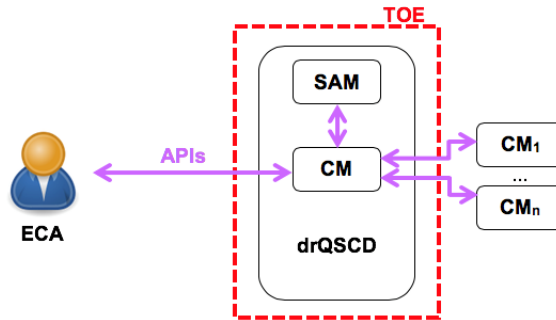 TOE
SAM
APIs
CM
CM1
...
CMn
ECA
drQSCD